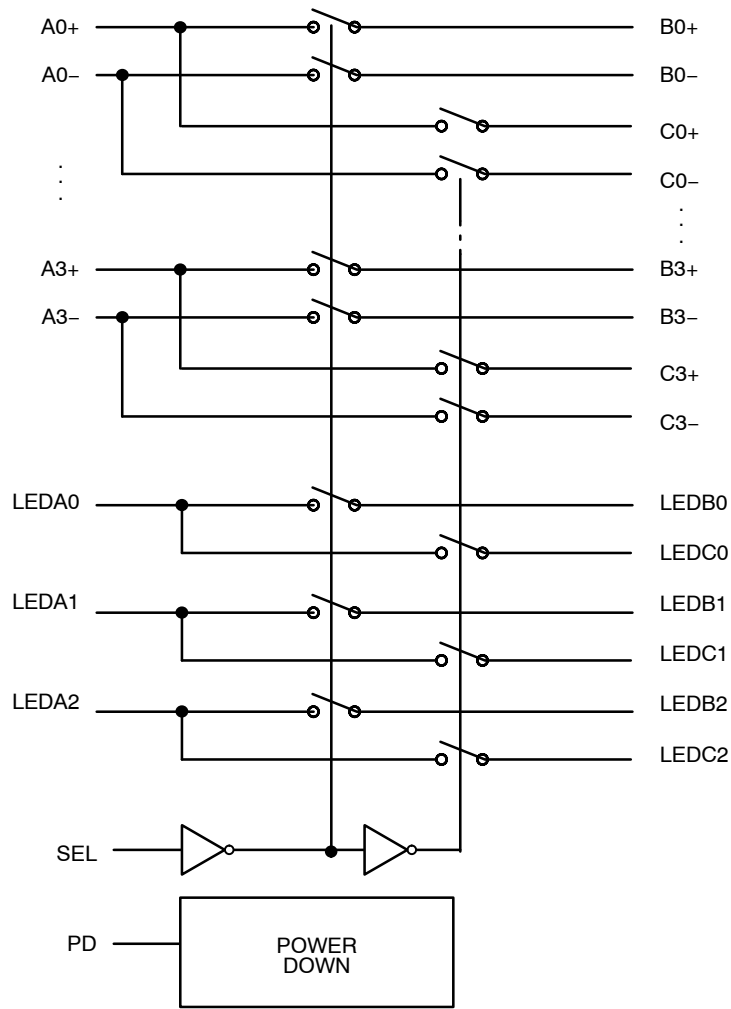 A0+ B0+
A0− B0−
C0+
C0−
A3+ B3+
A3− B3−
C3+
C3−
LEDA0 LEDB0
LEDC0
LEDA1 LEDB1
LEDC1
LEDA2 LEDB2
LEDC2
SEL
PD POWER
DOWN